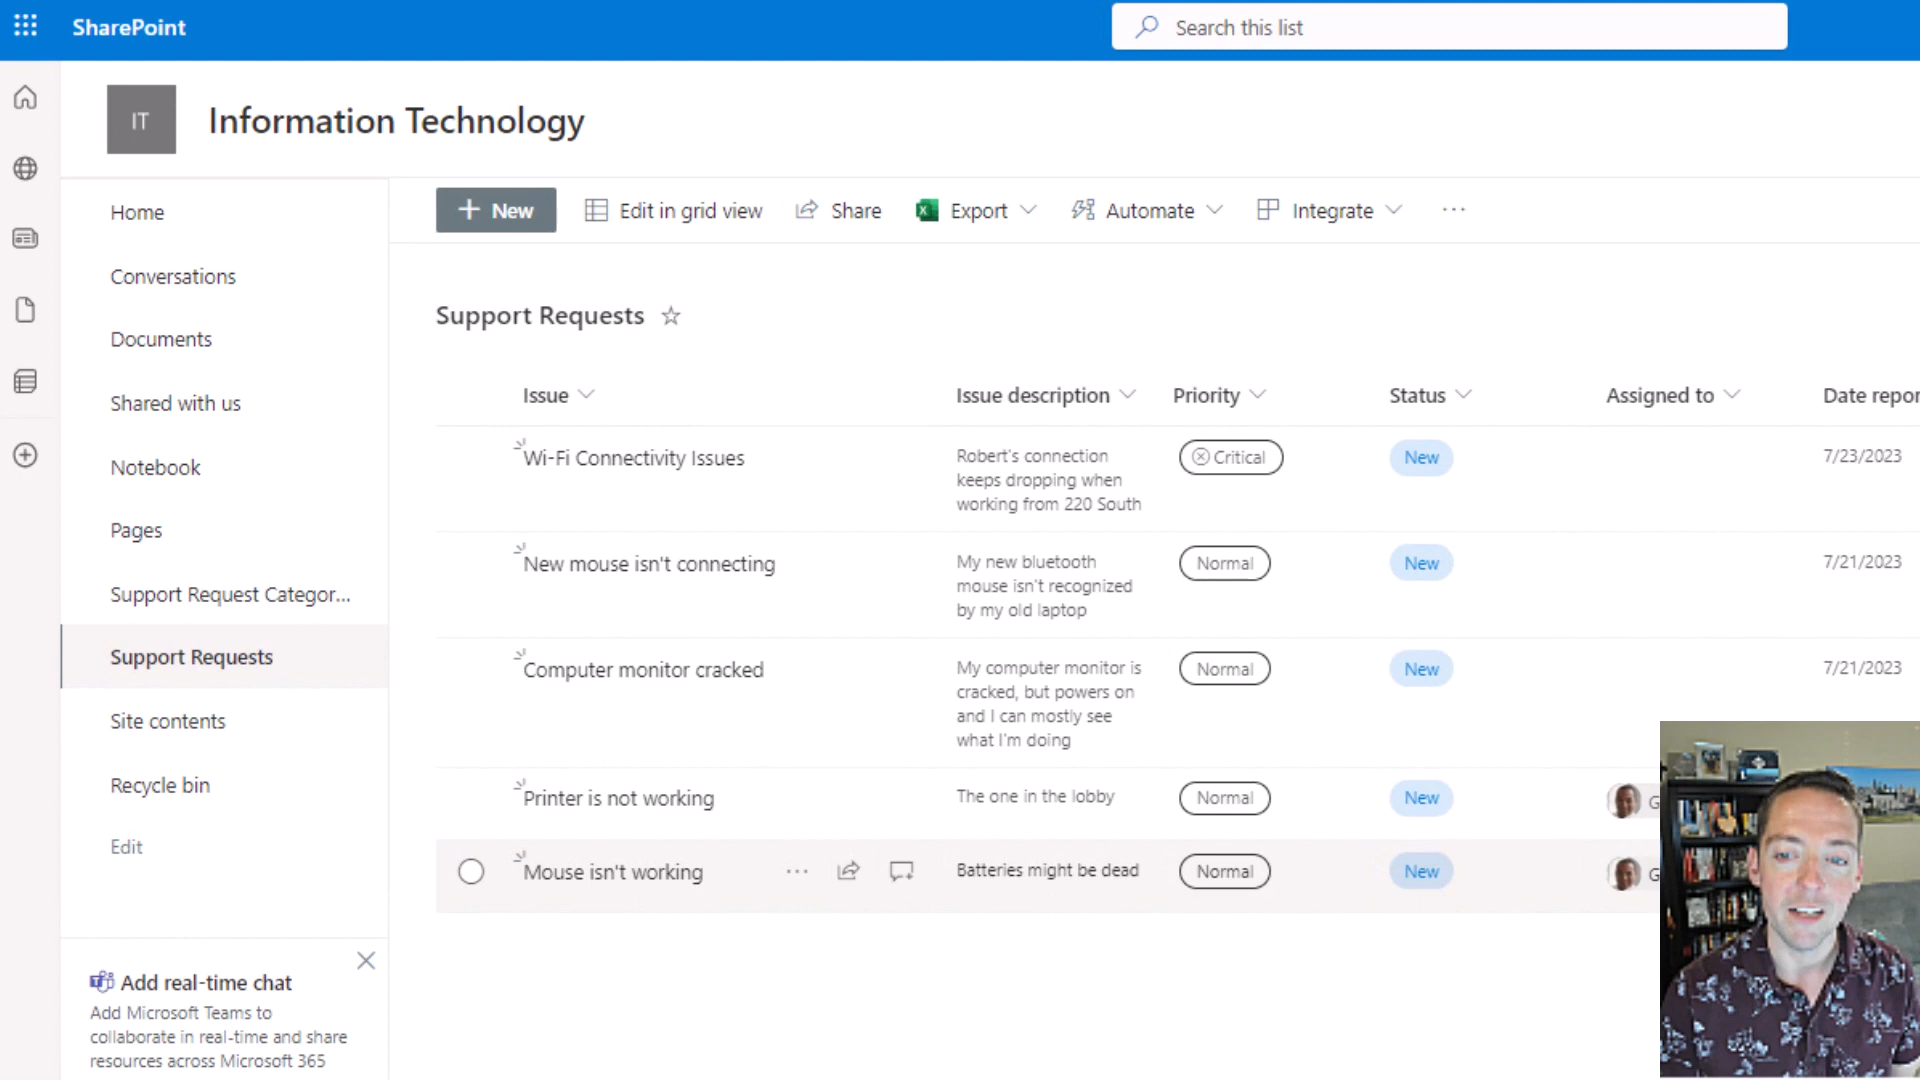 SharePoint
Search this list
IT
Information Technology
Home
Conversations
Documents
Shared with us
Notebook
Pages
Support Request Categor...
Support Requests
Site contents
Recycle bin
Edit
Add real-time chat
Add Microsoft Teams to
collaborate in real-time and share
resources across Microsoft 365
New
Edit in grid view
Share
Export
Automate
Integrate
...
Support Requests
Issue
Issue description
Priority
Status
Assigned to
Date repor
Wi-Fi Connectivity Issues
Robert's connection
keeps dropping when
working from 220 South
Critical
New
7/23/2023
New mouse isn't connecting
My new bluetooth
mouse isn't recognized
by my old laptop
Normal
New
7/21/2023
Computer monitor cracked
My computer monitor is
cracked, but powers on
and I can mostly see
what I'm doing
Normal
New
7/21/2023
Printer is not working
The one in the lobby
Normal
New
G
Mouse isn't working
...
Batteries might be dead
Normal
New
G